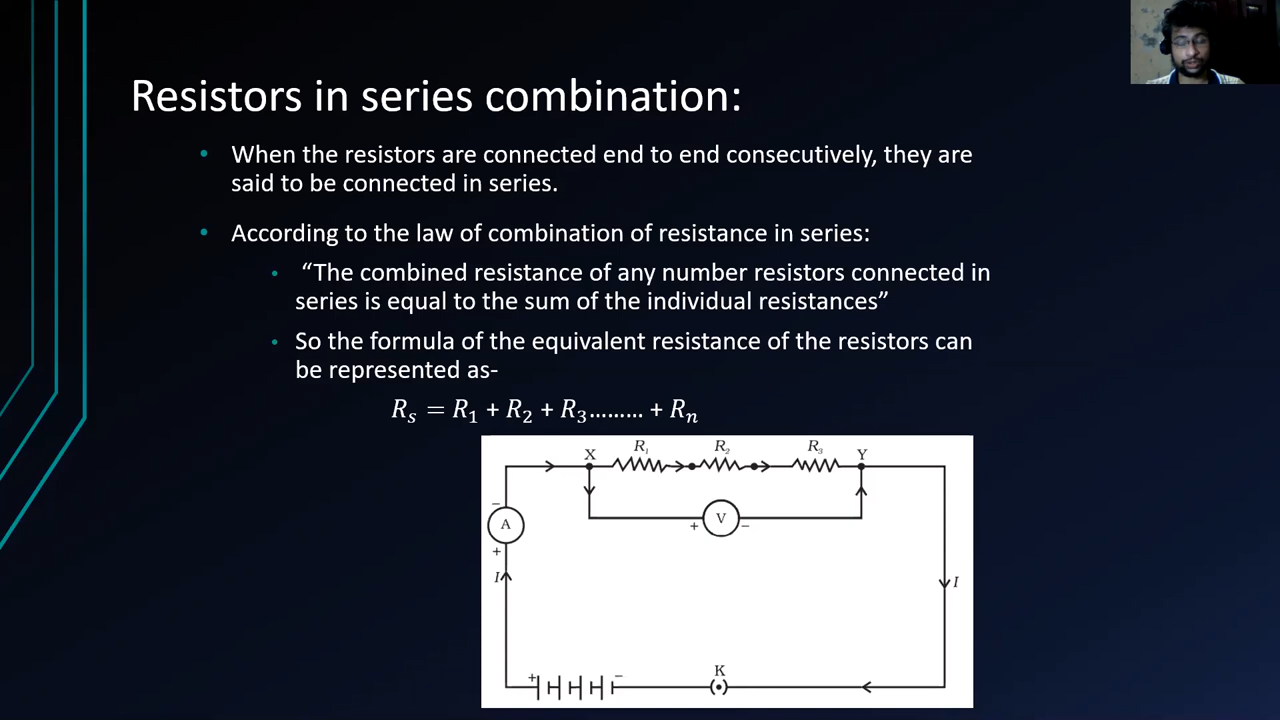 Resistors in series combination:
• When the resistors are connected end to end consecutively, they are
said to be connected in series.
• According to the law of combination of resistance in series:
• “The combined resistance of any number resistors connected in
series is equal to the sum of the individual resistances”
• So the formula of the equivalent resistance of the resistors can
be represented as-
R_s = R_1 + R_2 + R_3......... + R_n
X R_1 R_2 R_3 Y
+ V −
−
A
+
I
I
K
+ −